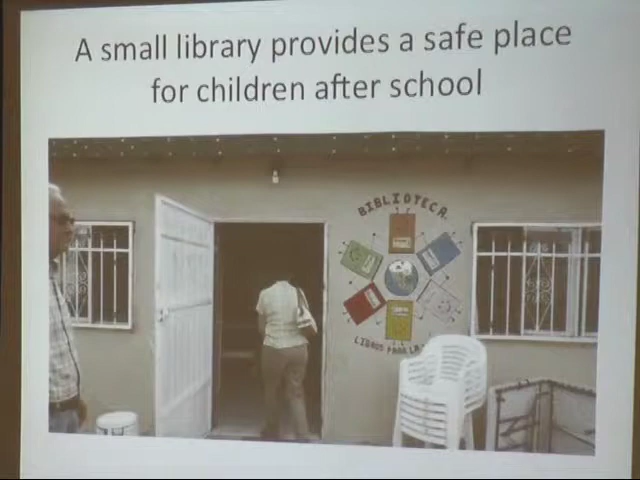 A small library provides a safe place
for children after school
BIBLIOTECA
LIBROS PARA LA